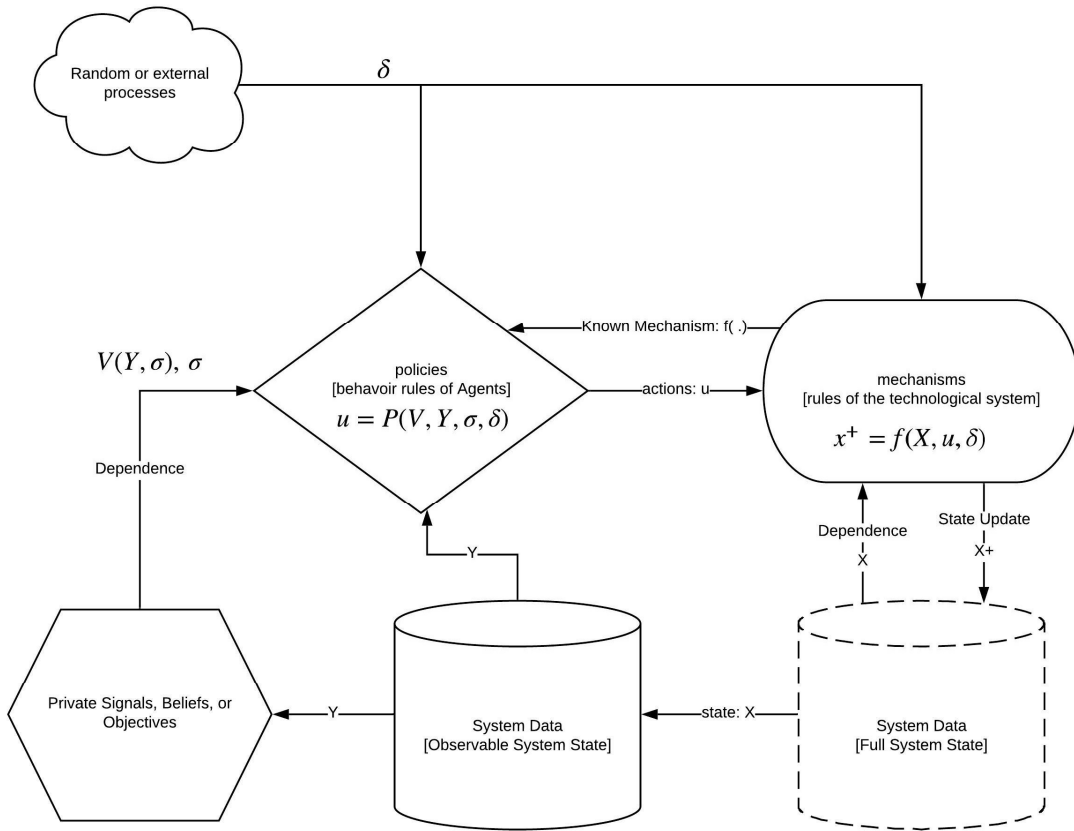 Random or external
processes
δ
Known Mechanism: f( .)
V(Y, σ), σ
policies
[behavoir rules of Agents]
u = P(V, Y, σ, δ)
actions: u
mechanisms
[rules of the technological system]
x⁺ = f(X, u, δ)
Dependence
Dependence
X
State Update
X+
Y
Private Signals, Beliefs, or
Objectives
Y
System Data
[Observable System State]
state: X
System Data
[Full System State]